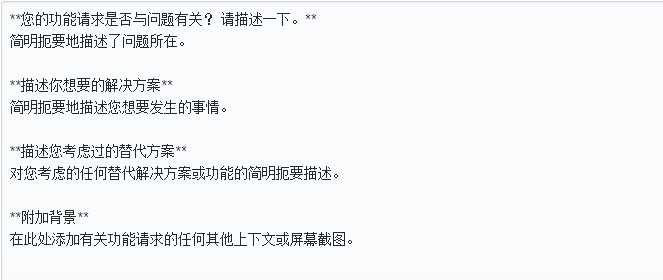 **您的功能请求是否与问题有关？ 请描述一下。**
简明扼要地描述了问题所在。
**描述你想要的解决方案**
简明扼要地描述您想要发生的事情。
**描述您考虑过的替代方案**
对您考虑的任何替代解决方案或功能的简明扼要描述。
**附加背景**
在此处添加有关功能请求的任何其他上下文或屏幕截图。